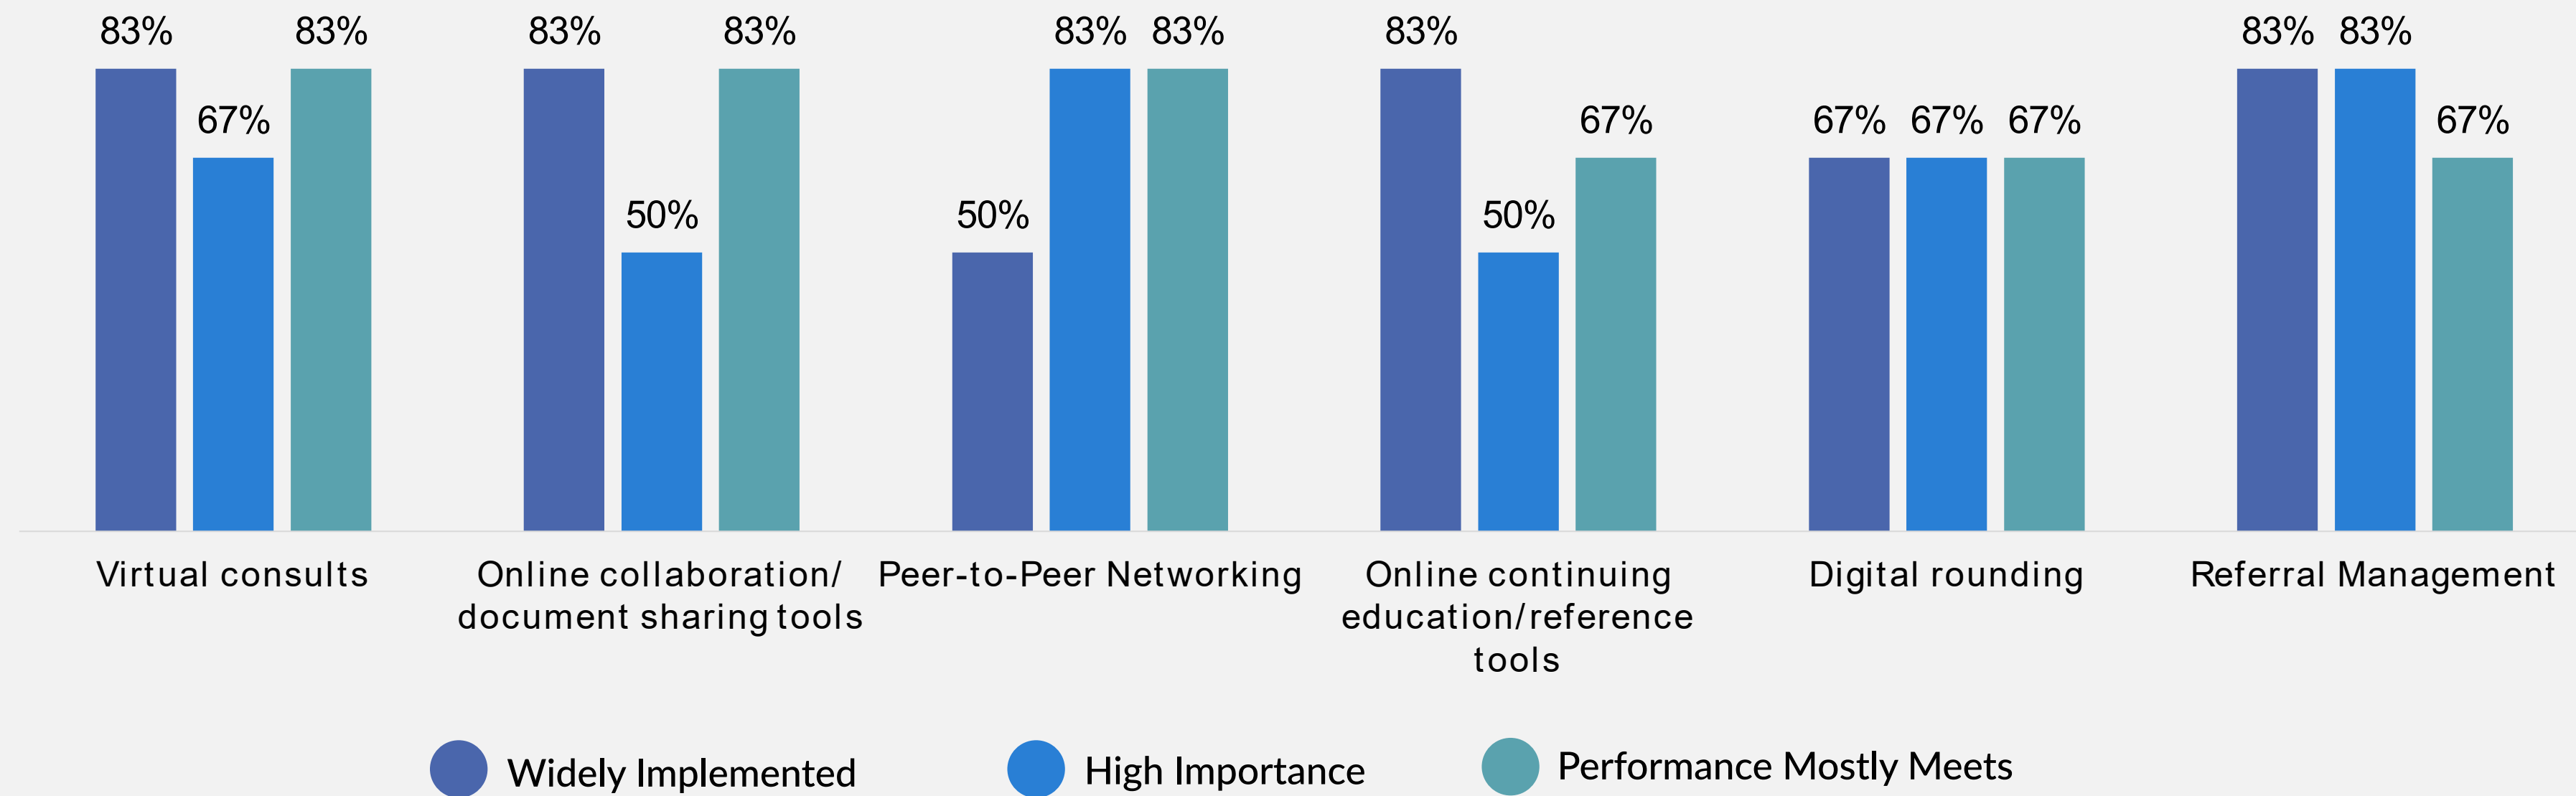 83% 83% 83% 83% 83% 83% 83% 83% 83%
67% 67% 67% 67% 67% 67%
50% 50% 50%
Virtual consults
Online collaboration/
document sharing tools
Peer-to-Peer Networking
Online continuing
education/reference
tools
Digital rounding
Referral Management
Widely Implemented
High Importance
Performance Mostly Meets